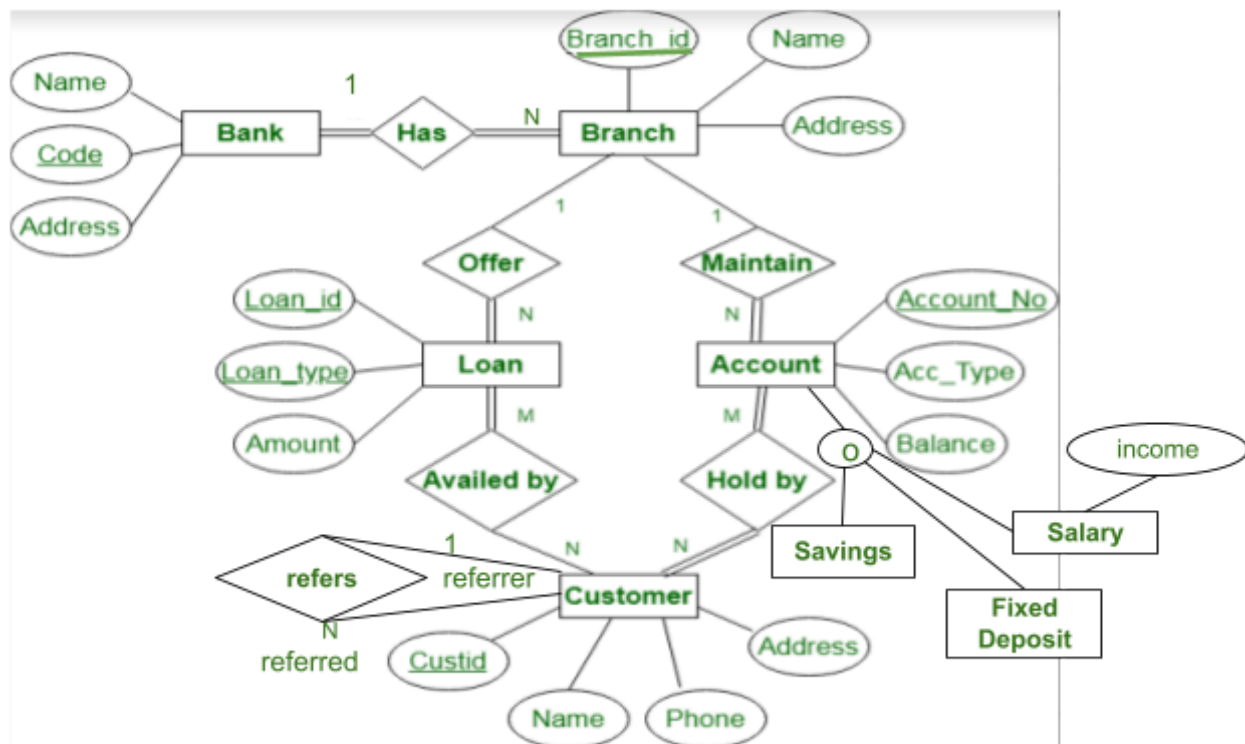 Branch_id
Name
Name
1
Bank
Has
N
Branch
Address
Code
Address
1
1
Offer
Maintain
Loan_id
N
N
Account_No
Loan_type
Loan
Account
Acc_Type
Amount
M
M
Balance
O
income
Availed by
Hold by
Savings
Salary
1
N
N
refers
referrer
Customer
Fixed
Deposit
N
referred
Custid
Address
Name
Phone